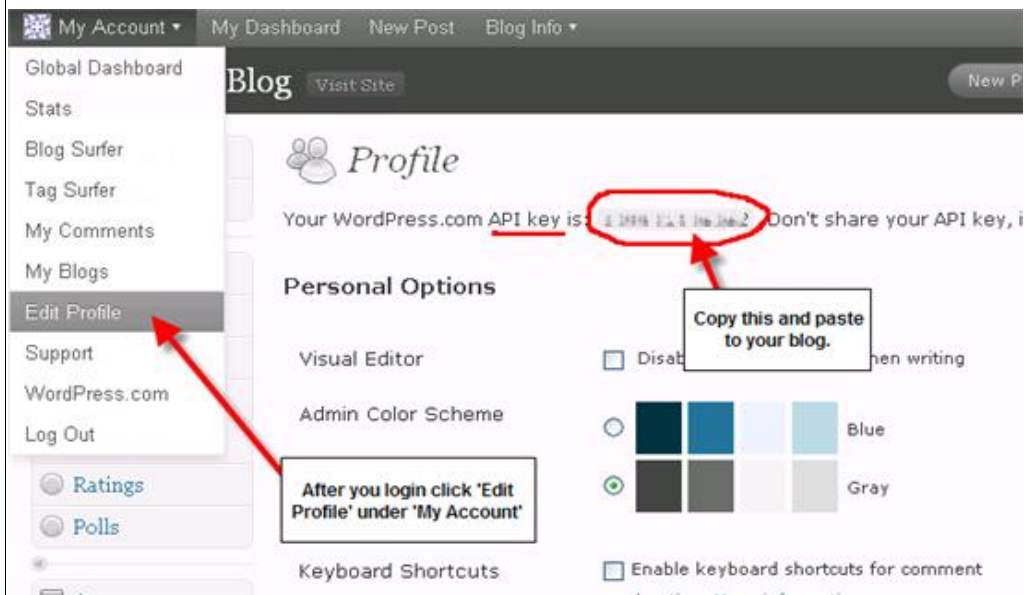 My Account ▾ My Dashboard New Post Blog Info ▾
Global Dashboard
Blog Visit Site New P
Stats
Blog Surfer
Profile
Tag Surfer
My Comments
Your WordPress.com API key is: Don't share your API key, i
My Blogs
Personal Options
Edit Profile
Copy this and paste
to your blog.
Support
Visual Editor Disab hen writing
WordPress.com
Admin Color Scheme
Blue
Log Out
Ratings
After you login click 'Edit
Profile' under 'My Account'
Gray
Polls
Keyboard Shortcuts Enable keyboard shortcuts for comment